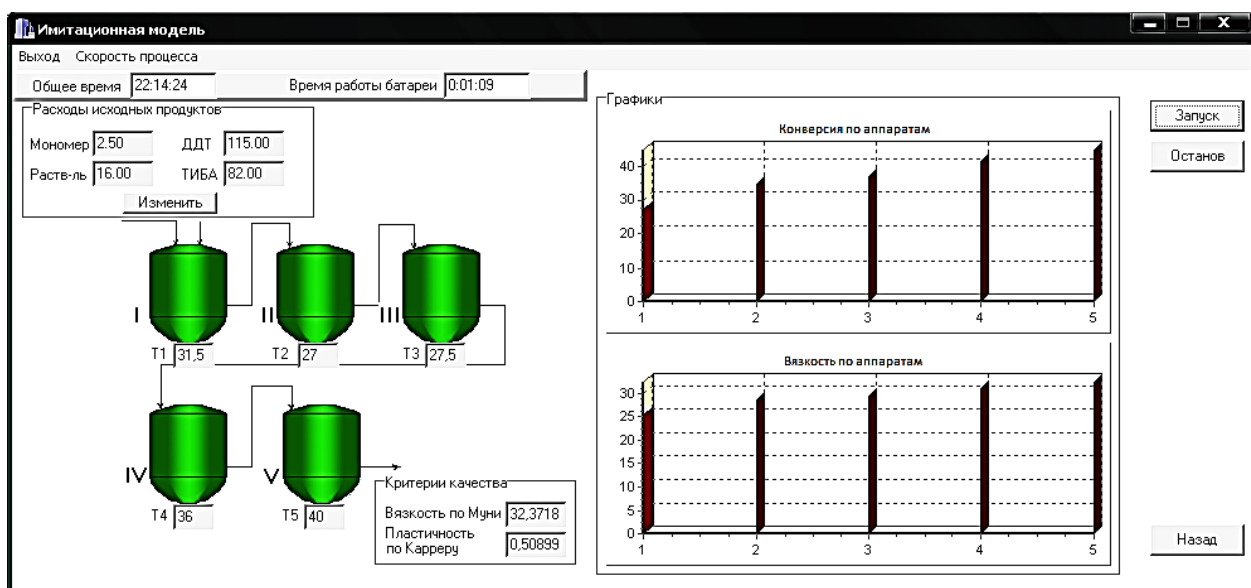 Имитационная модель
Выход Скорость процесса
Общее время 22:14:24 Время работы батареи 0:01:09
Расходы исходных продуктов
Мономер 2.50 ДДТ 115.00
Раств-ль 16.00 ТИБА 82.00
Изменить
I II III
T1 31,5 T2 27 T3 27,5
IV V
T4 36 T5 40
Критерии качества
Вязкость по Муни 32,3718
Пластичность
по Карреру 0,50899
Графики
Конверсия по аппаратам
40
30
20
10
0
1 2 3 4 5
Вязкость по аппаратам
30
25
20
15
10
5
0
1 2 3 4 5
Запуск
Останов
Назад